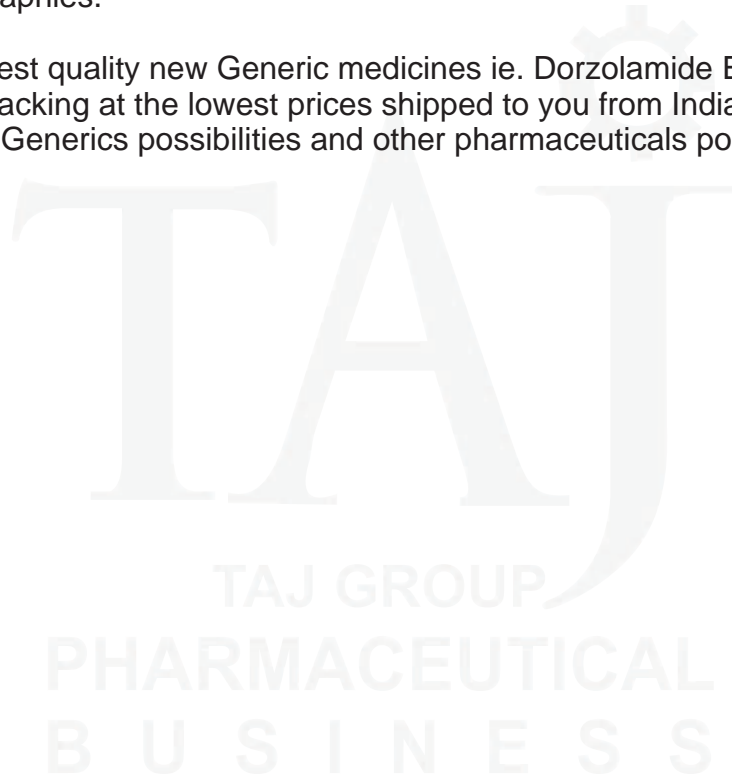 est quality new Generic medicines ie. Dorzolamide
acking at the lowest prices shipped to you from India
Generics possibilities and other pharmaceuticals po
TAJ
TAJ GROUP
PHARMACEUTICAL
BUSINESS